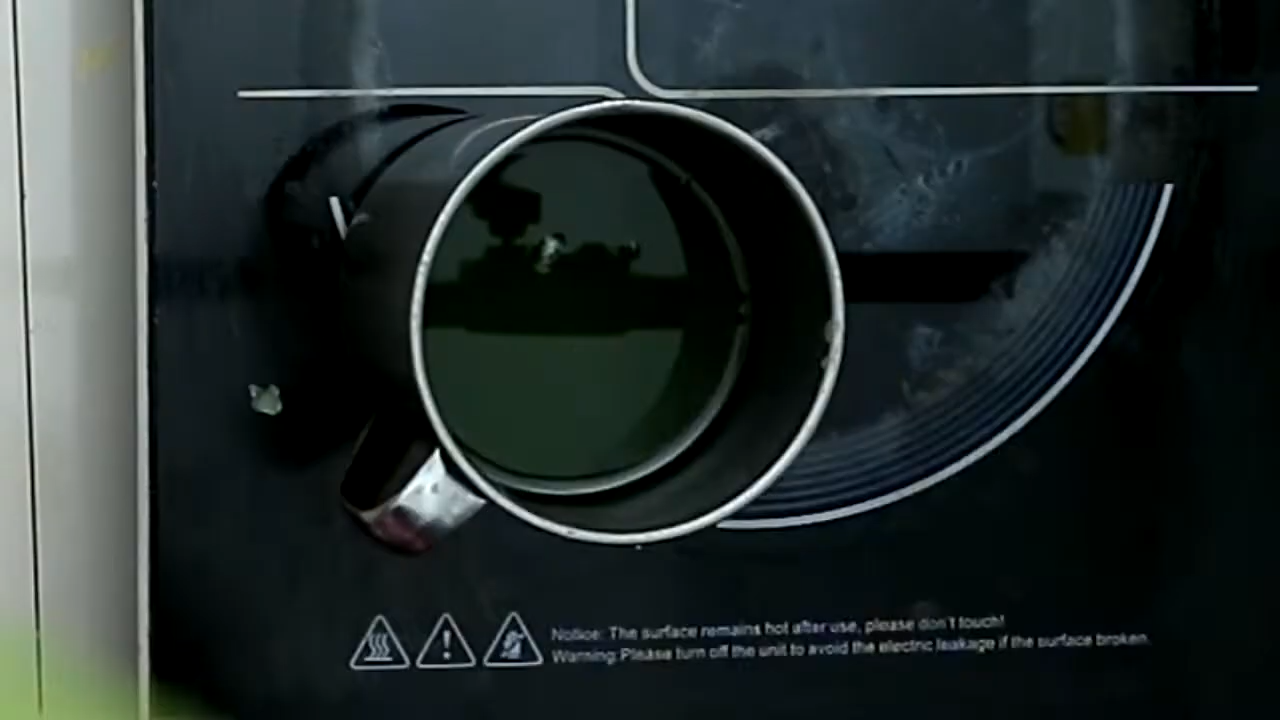 Notice: The surface remains hot after use, please don't touch!
Warning:Please turn off the unit to avoid the electric leakage if the surface broken.